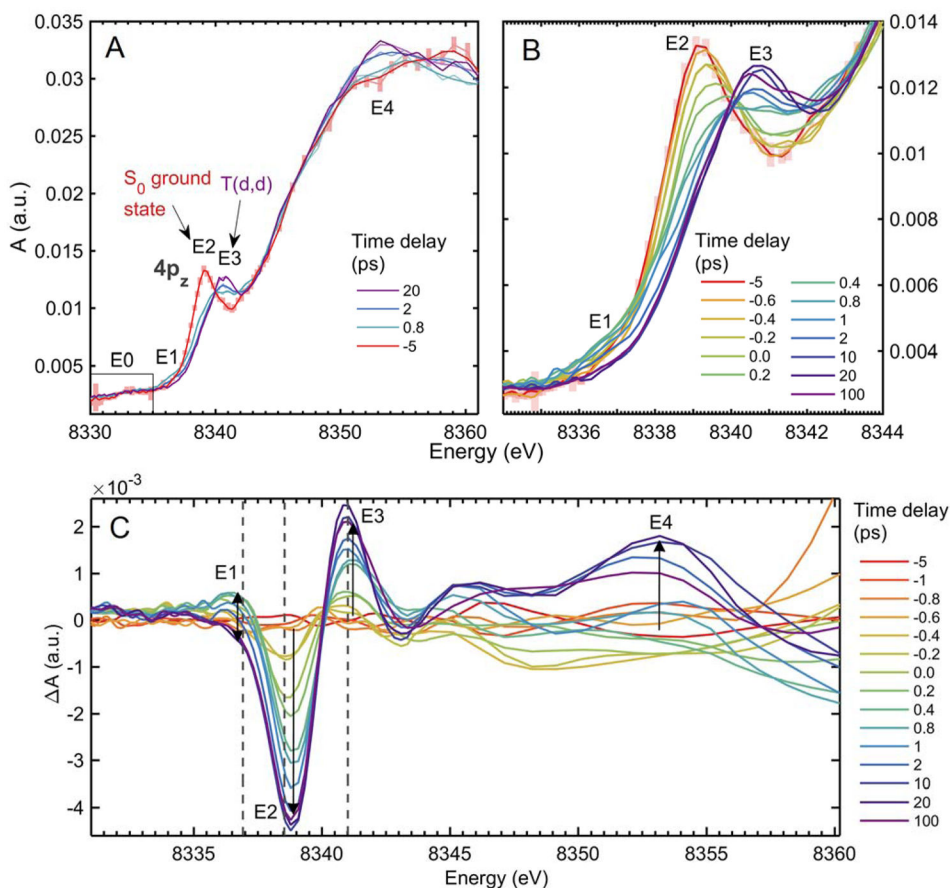 A
B
S0 ground
state
T(d,d)
E2
E3
4pz
E4
E0
E1
Time delay
(ps)
20
2
0.8
-5
A (a.u.)
0.035
0.030
0.025
0.020
0.015
0.010
0.005
8330
8340
8350
8360
E2
E3
E1
Time delay
(ps)
-5
-0.6
-0.4
-0.2
0.0
0.2
0.4
0.8
1
2
10
20
100
0.014
0.012
0.010
0.008
0.006
0.004
8336
8338
8340
8342
8344
Energy (eV)
×10-3
C
E1
E2
E3
E4
ΔA (a.u.)
2
1
0
-1
-2
-3
-4
8335
8340
8345
8350
8355
8360
Energy (eV)
Time delay
(ps)
-5
-1
-0.8
-0.6
-0.4
-0.2
0.0
0.2
0.4
0.8
1
2
10
20
100